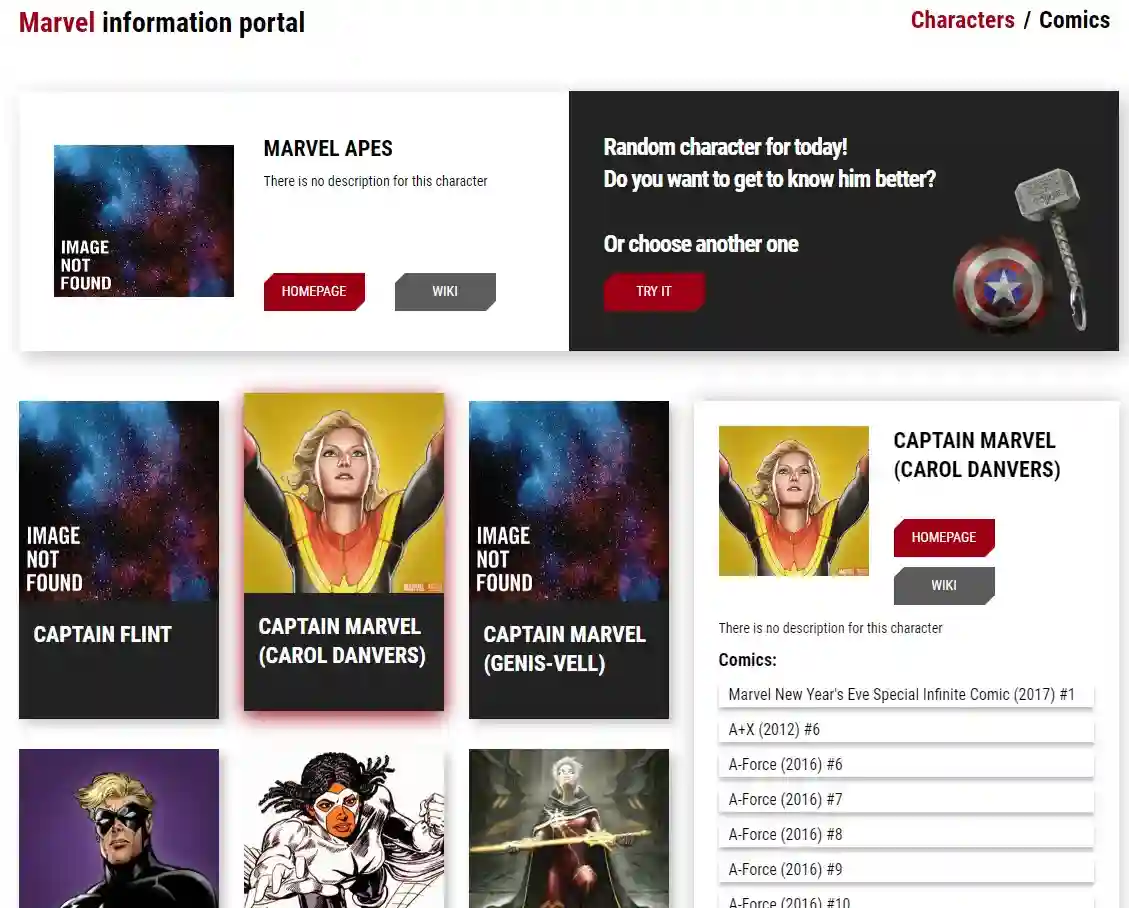 Marvel information portal
Characters / Comics
MARVEL APES
There is no description for this character
IMAGE
NOT
FOUND
HOMEPAGE
WIKI
Random character for today!
Do you want to get to know him better?
Or choose another one
TRY IT
IMAGE
NOT
FOUND
CAPTAIN FLINT
CAPTAIN MARVEL
(CAROL DANVERS)
IMAGE
NOT
FOUND
CAPTAIN MARVEL
(GENIS-VELL)
CAPTAIN MARVEL
(CAROL DANVERS)
HOMEPAGE
WIKI
There is no description for this character
Comics:
Marvel New Year's Eve Special Infinite Comic (2017) #1
A+X (2012) #6
A-Force (2016) #6
A-Force (2016) #7
A-Force (2016) #8
A-Force (2016) #9
A-Force (2016) #10